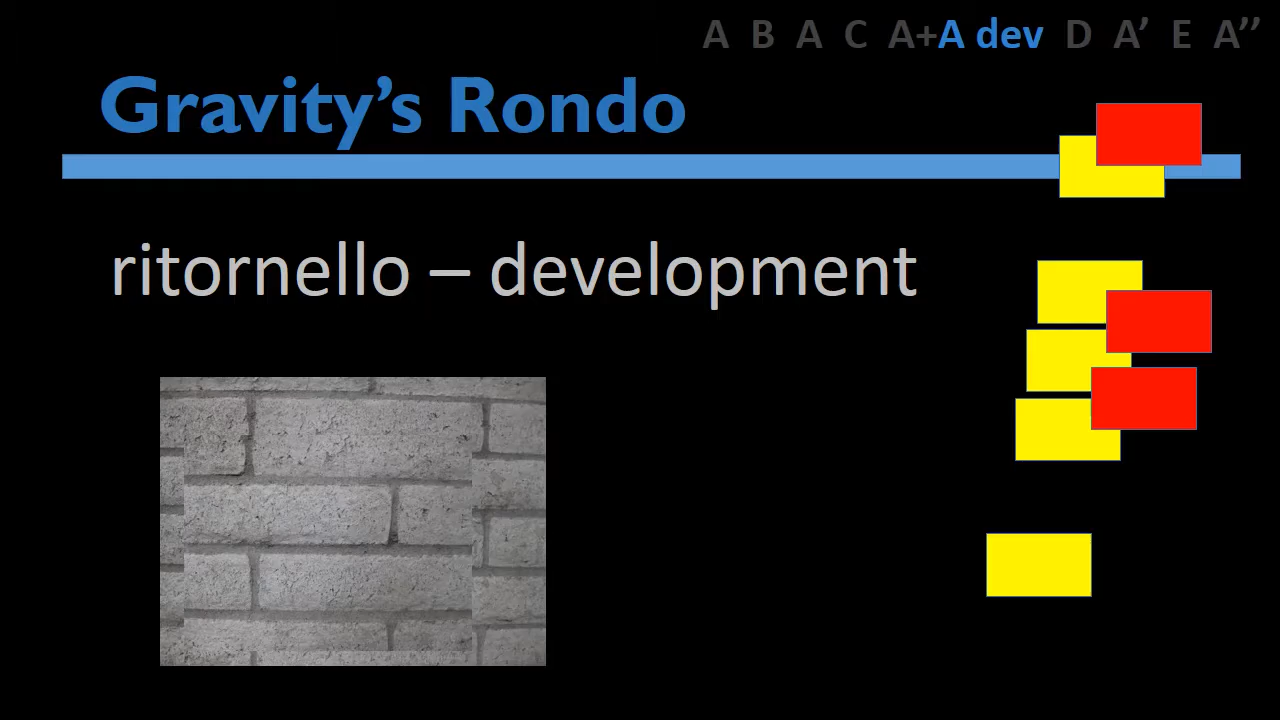 A B A C A+A dev D A’ E A’’
Gravity’s Rondo
ritornello – development